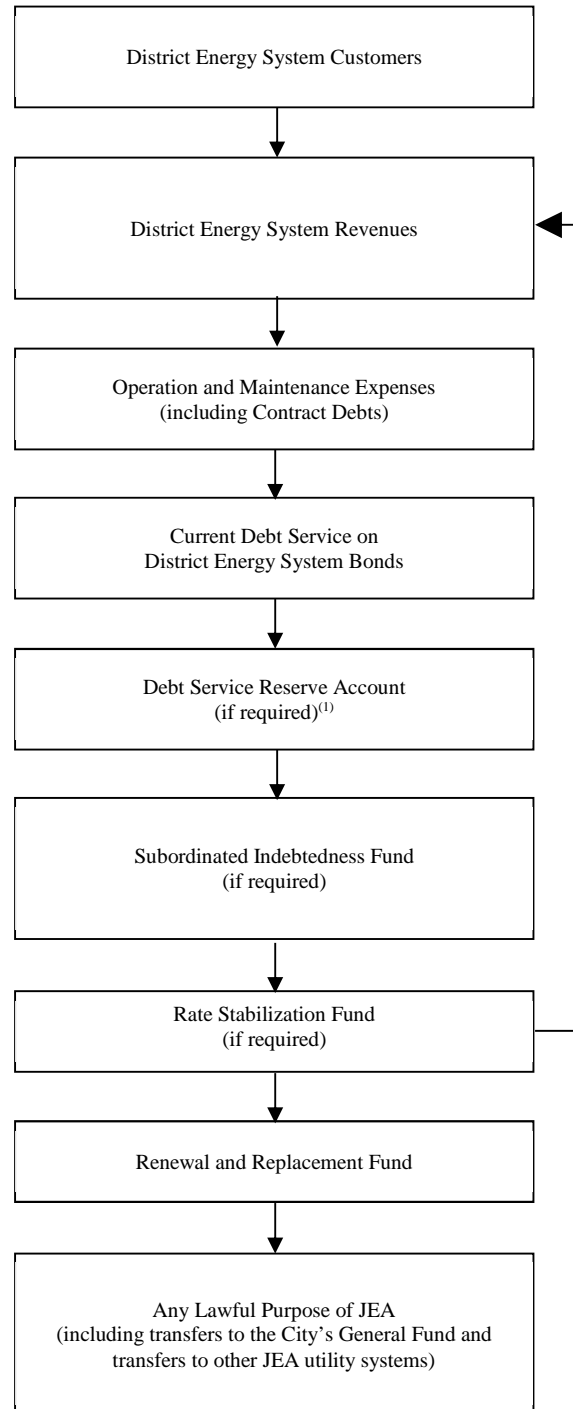 District Energy System Customers
District Energy System Revenues
Operation and Maintenance Expenses
(including Contract Debts)
Current Debt Service on
District Energy System Bonds
Debt Service Reserve Account
(if required)(1)
Subordinated Indebtedness Fund
(if required)
Rate Stabilization Fund
(if required)
Renewal and Replacement Fund
Any Lawful Purpose of JEA
(including transfers to the City’s General Fund and
transfers to other JEA utility systems)